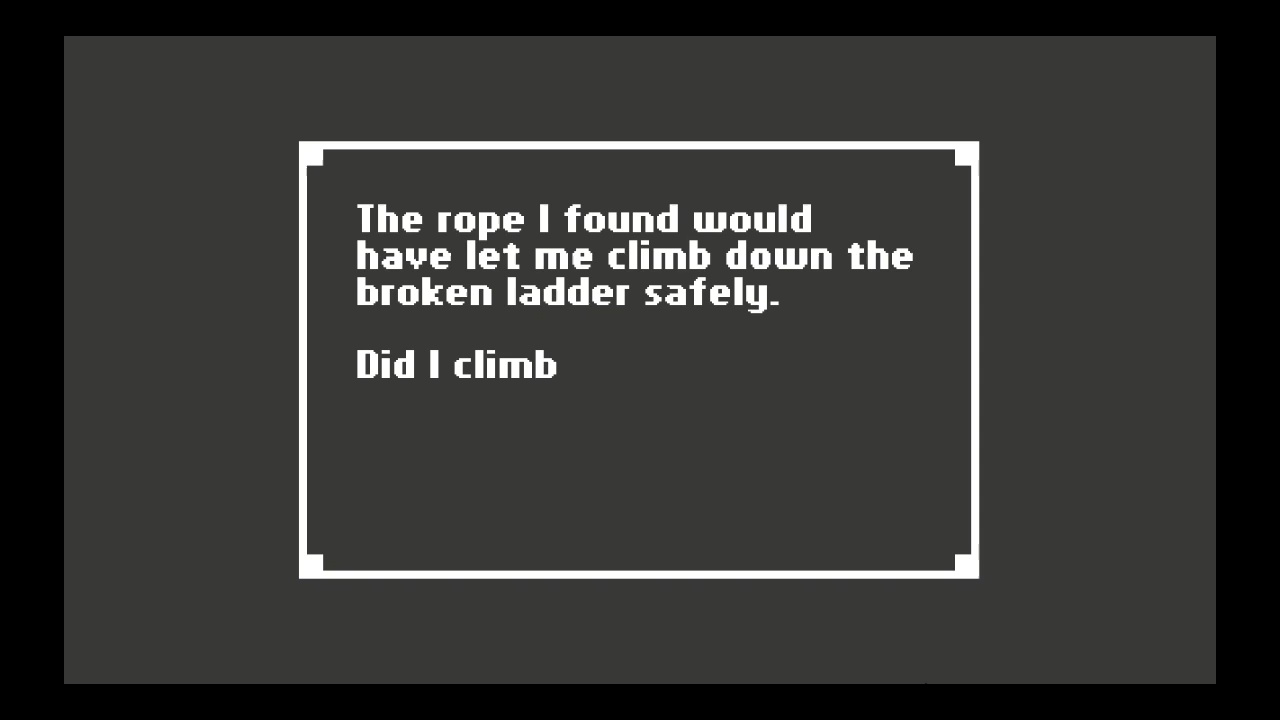 The rope I found would
have let me climb down the
broken ladder safely.
Did I climb